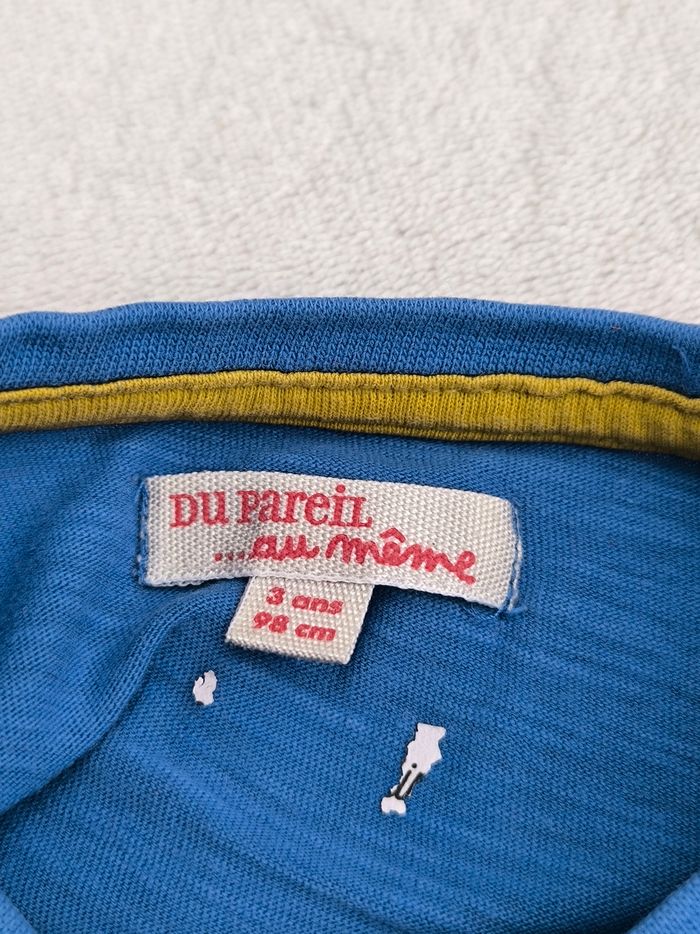 DU PareiL
....au même
3 ans
98 cm